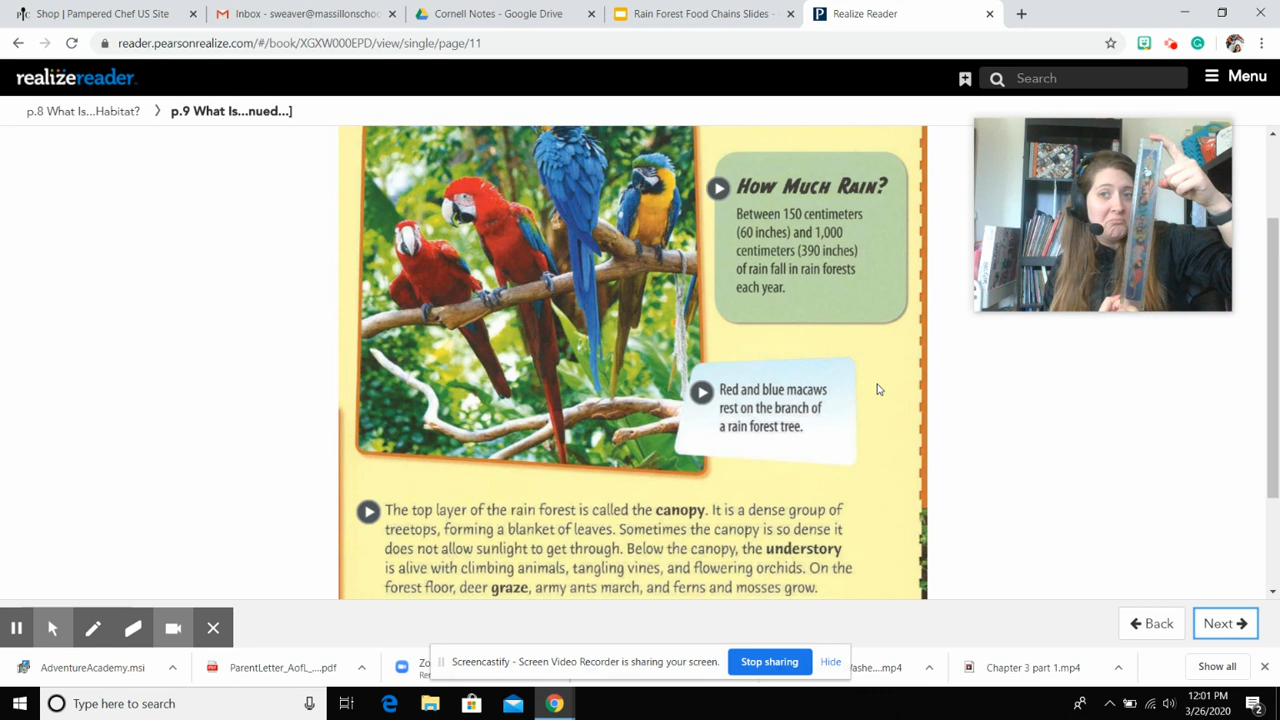 Shop | Pampered Chef US Site
Inbox - sweaver@massillonschoo
Cornell Notes - Google Drive
Rain Forest Food Chains Slides -
Realize Reader
reader.pearsonrealize.com/#/book/XGXW000EPD/view/single/page/11
realizereader
Search
Menu
p.8 What Is...Habitat?
p.9 What Is...nued...]
How Much Rain?
Between 150 centimeters
(60 inches) and 1,000
centimeters (390 inches)
of rain fall in rain forests
each year.
Red and blue macaws
rest on the branch of
a rain forest tree.
The top layer of the rain forest is called the canopy. It is a dense group of
treetops, forming a blanket of leaves. Sometimes the canopy is so dense it
does not allow sunlight to get through. Below the canopy, the understory
is alive with climbing animals, tangling vines, and flowering orchids. On the
forest floor, deer graze, army ants march, and ferns and mosses grow.
Back
Next
AdventureAcademy.msi
ParentLetter_AofL_....pdf
Screencastify - Screen Video Recorder is sharing your screen.
Stop sharing
Hide
Chapter 3 part 1.mp4
Show all
Type here to search
12:01 PM
3/26/2020
2